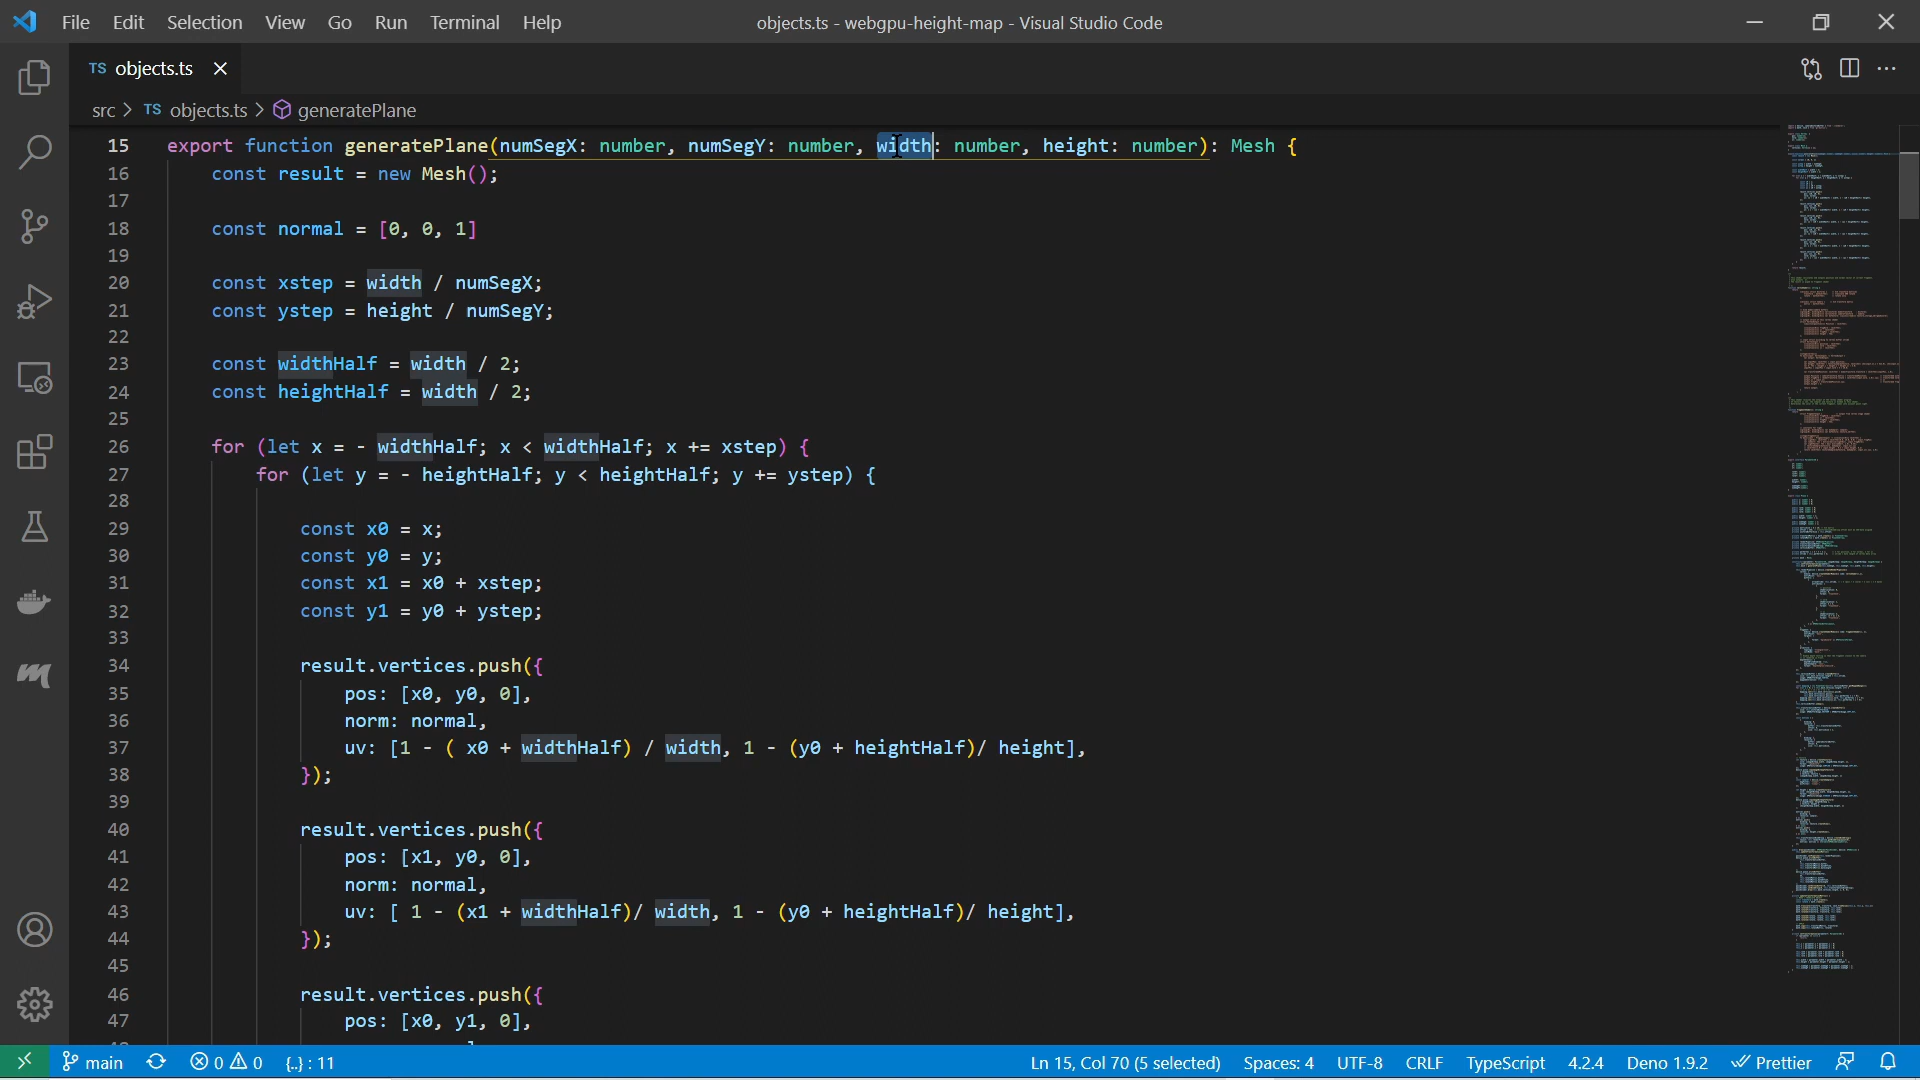 File Edit Selection View Go Run Terminal Help
objects.ts - webgpu-height-map - Visual Studio Code
TS objects.ts
src > TS objects.ts > generatePlane
15 export function generatePlane(numSegX: number, numSegY: number, width: number, height: number): Mesh {
16 const result = new Mesh();
17
18 const normal = [0, 0, 1]
19
20 const xstep = width / numSegX;
21 const ystep = height / numSegY;
22
23 const widthHalf = width / 2;
24 const heightHalf = width / 2;
25
26 for (let x = - widthHalf; x < widthHalf; x += xstep) {
27 for (let y = - heightHalf; y < heightHalf; y += ystep) {
28
29 const x0 = x;
30 const y0 = y;
31 const x1 = x0 + xstep;
32 const y1 = y0 + ystep;
33
34 result.vertices.push({
35 pos: [x0, y0, 0],
36 norm: normal,
37 uv: [1 - ( x0 + widthHalf) / width, 1 - (y0 + heightHalf)/ height],
38 });
39
40 result.vertices.push({
41 pos: [x1, y0, 0],
42 norm: normal,
43 uv: [ 1 - (x1 + widthHalf)/ width, 1 - (y0 + heightHalf)/ height],
44 });
45
46 result.vertices.push({
47 pos: [x0, y1, 0],
main 0 0 {..} : 11 Ln 15, Col 70 (5 selected) Spaces: 4 UTF-8 CRLF TypeScript 4.2.4 Deno 1.9.2 Prettier